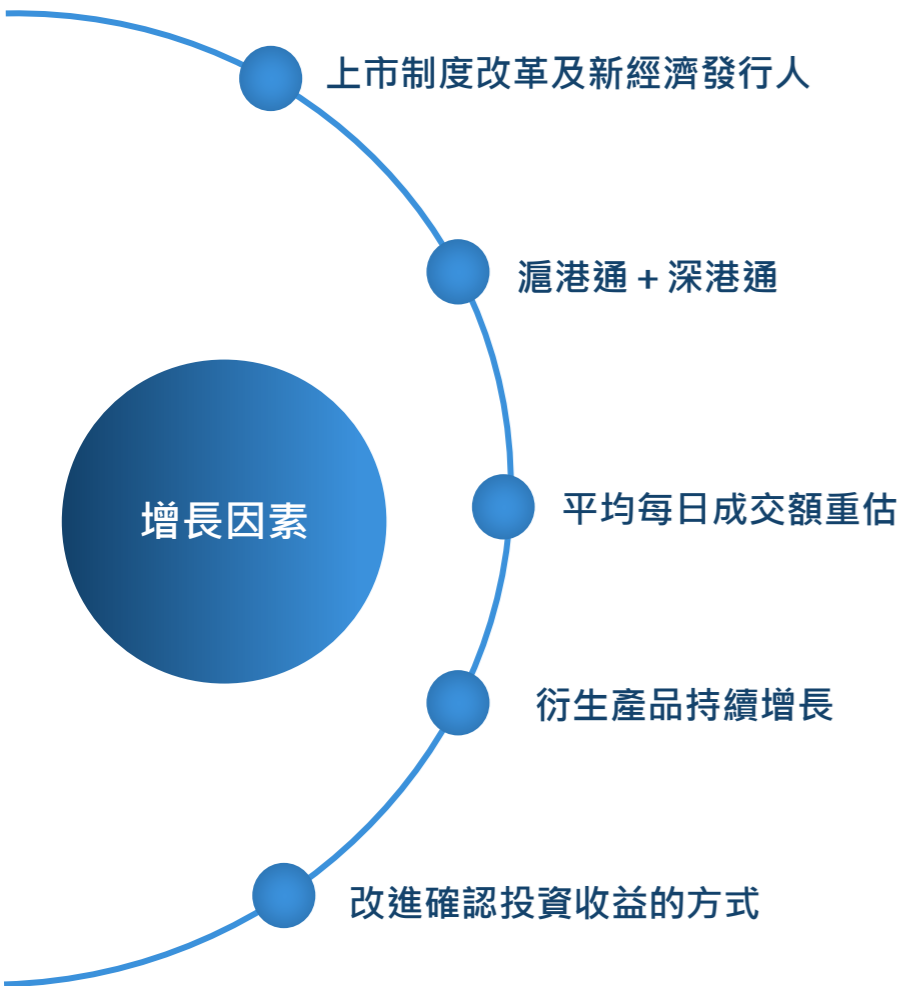 上市制度改革及新經濟發行人
滬港通 + 深港通
增長因素
平均每日成交額重估
衍生產品持續增長
改進確認投資收益的方式